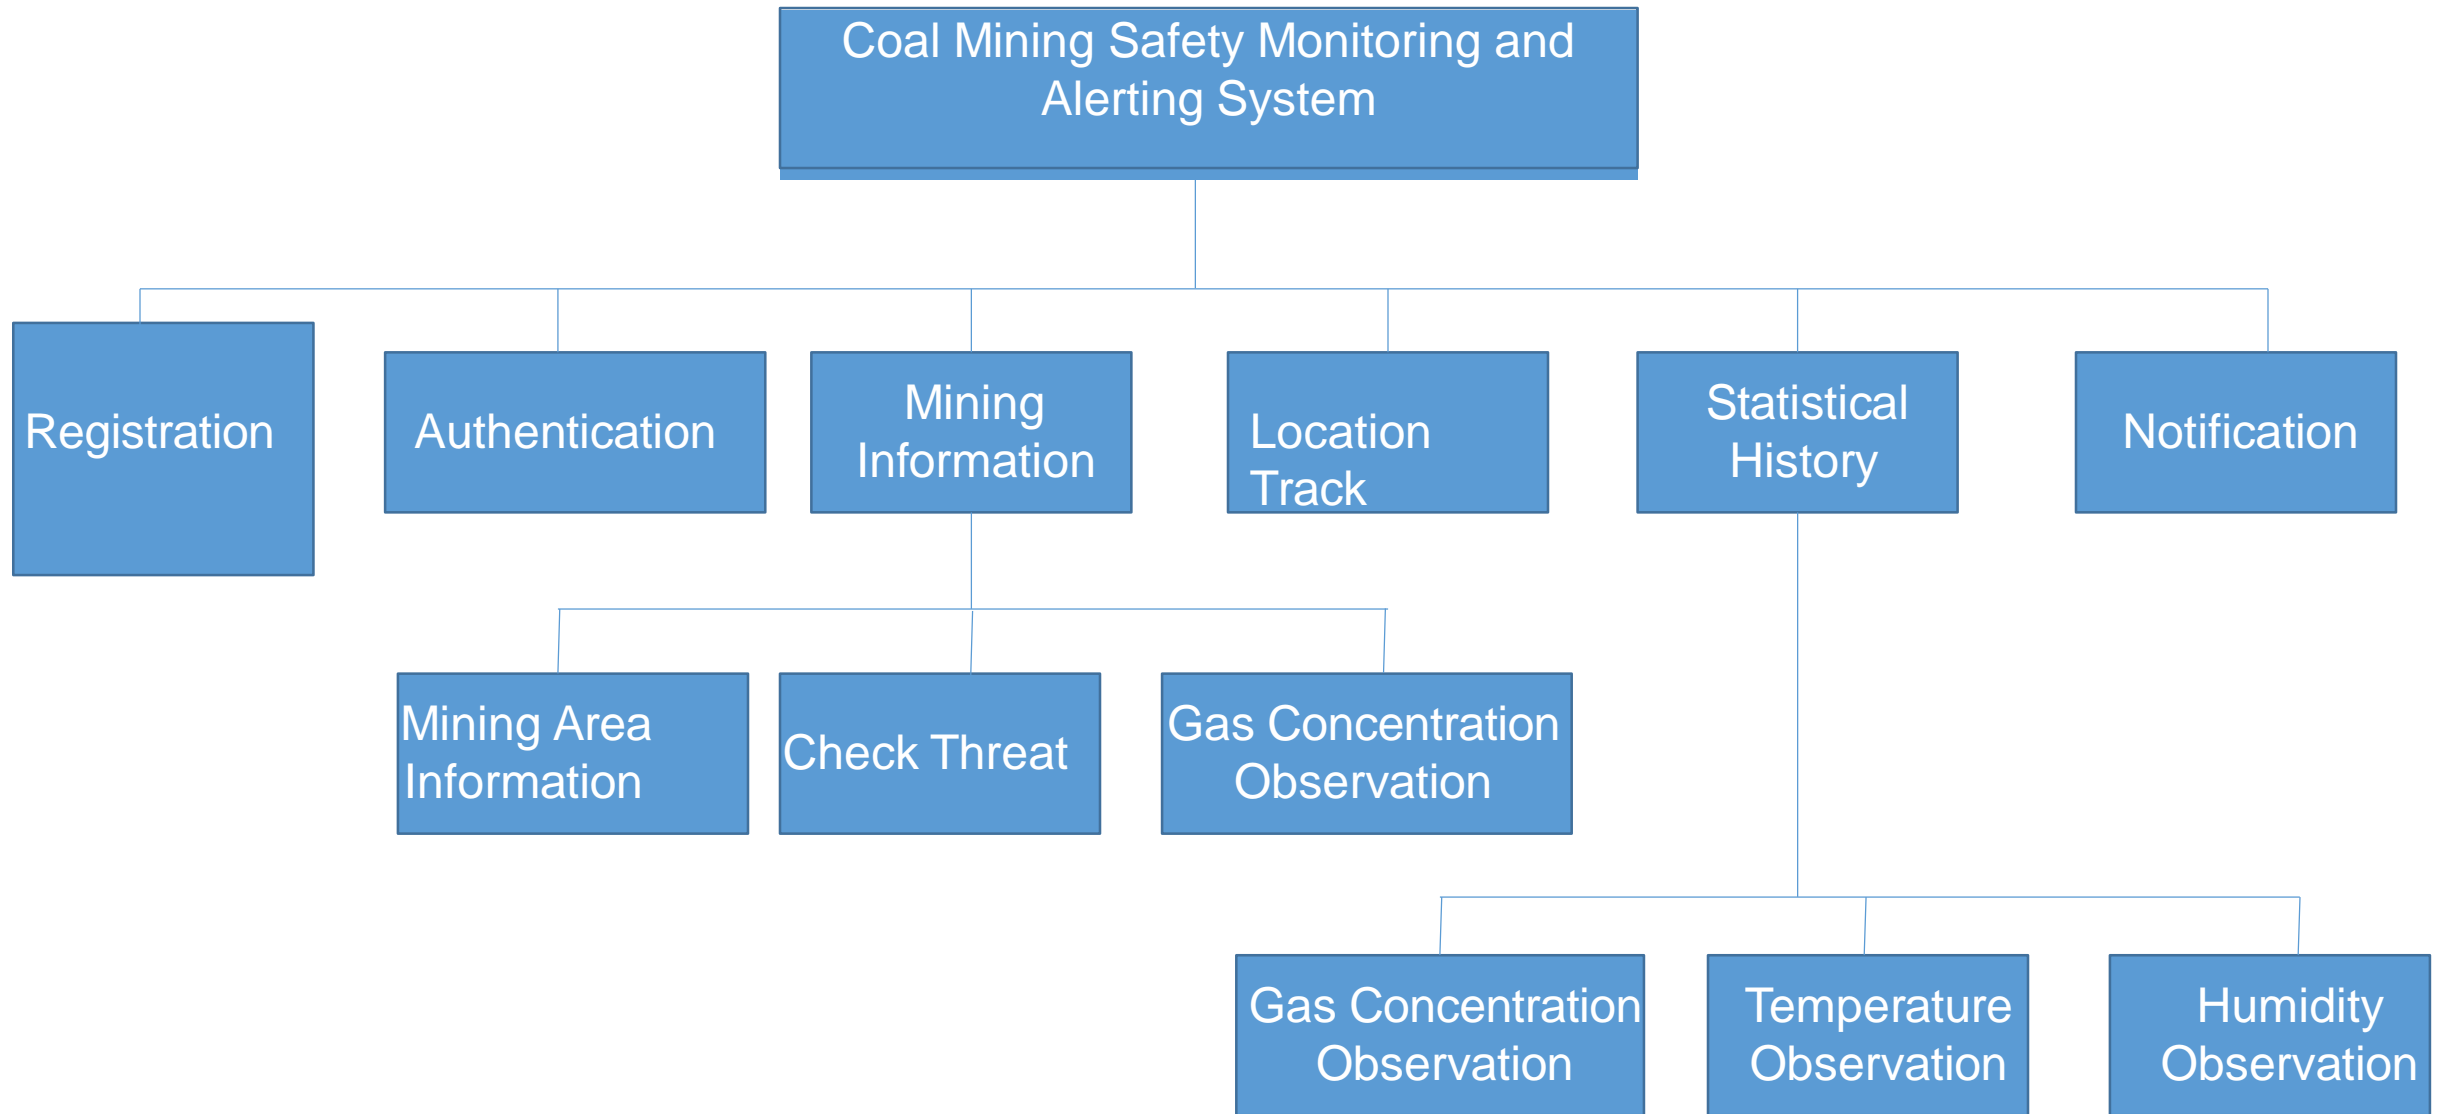 Coal Mining Safety Monitoring and
Alerting System
Registration
Authentication
Mining
Information
Location
Track
Statistical
History
Notification
Mining Area
Information
Check Threat
Gas Concentration
Observation
Gas Concentration
Observation
Temperature
Observation
Humidity
Observation